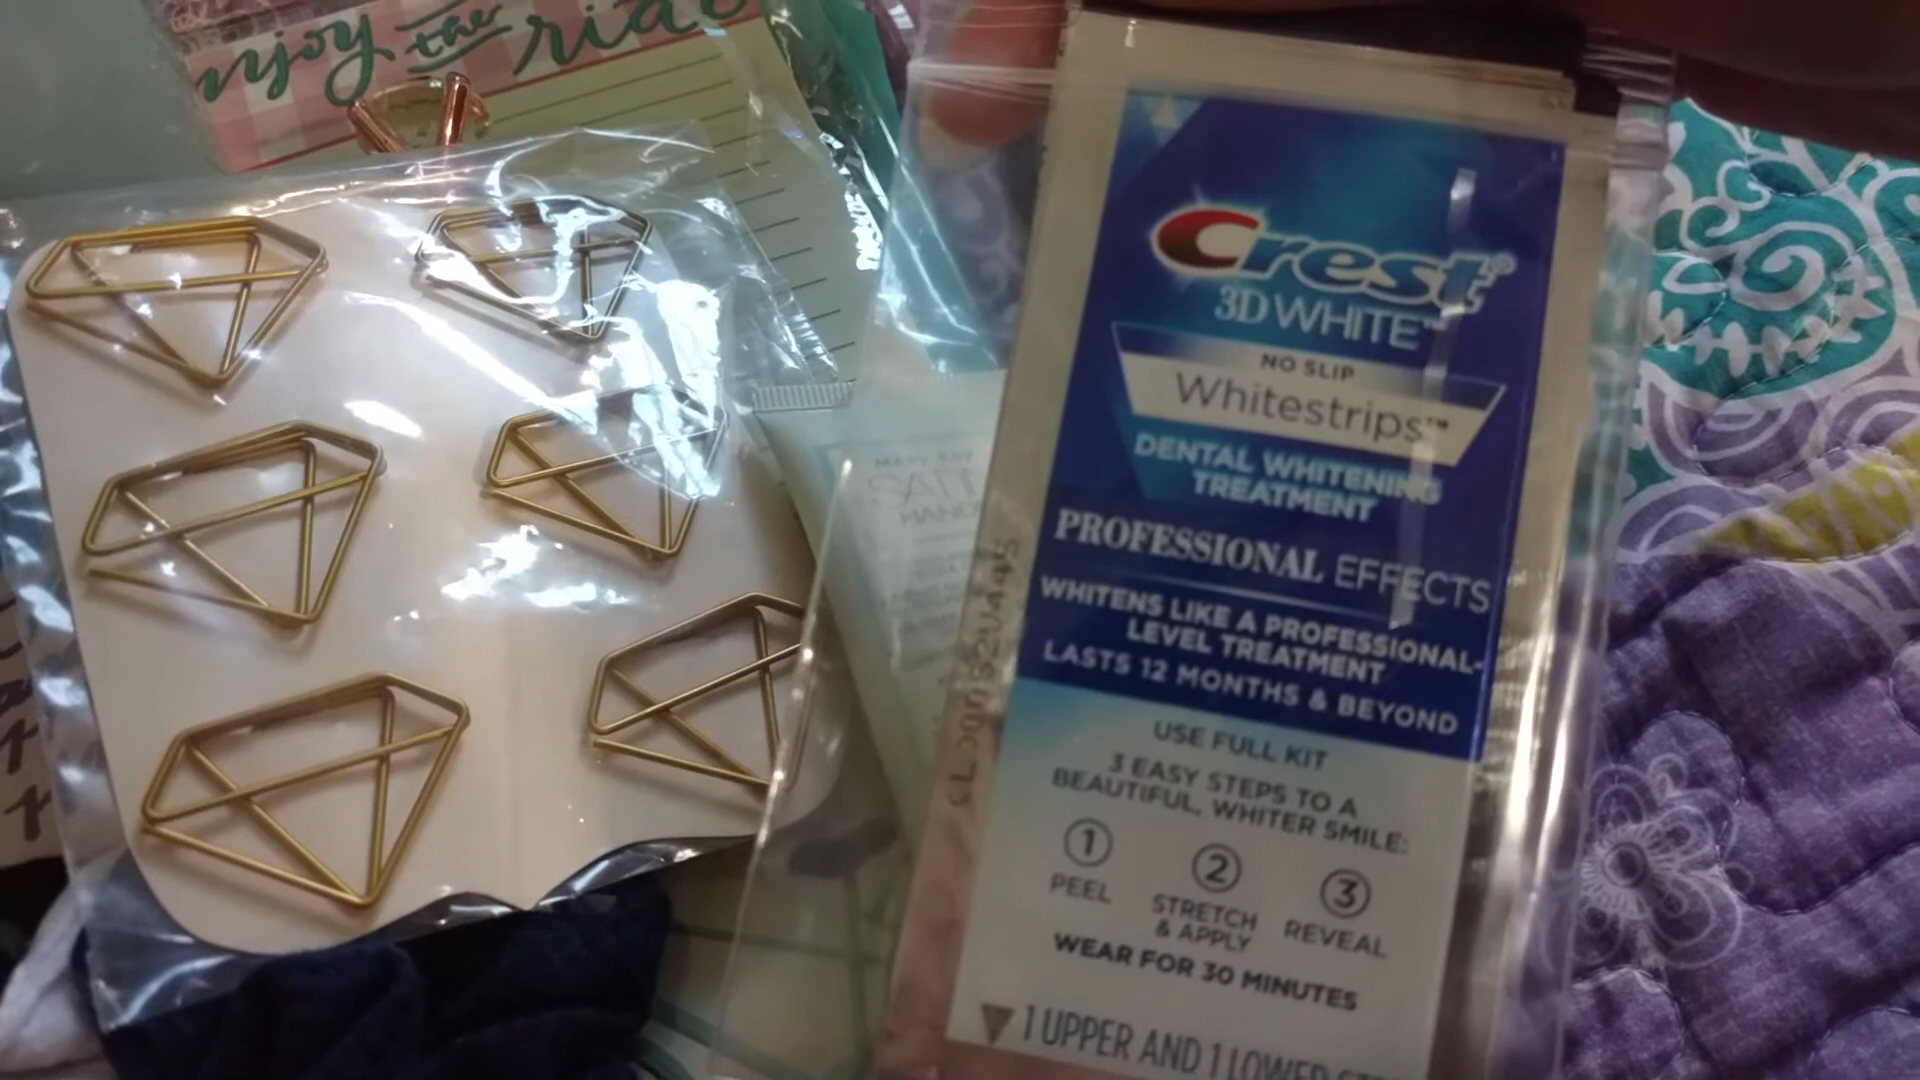 njoy the ride
Crest®
3D WHITE™
NO SLIP
Whitestrips™
DENTAL WHITENING
TREATMENT
PROFESSIONAL EFFECTS
WHITENS LIKE A PROFESSIONAL-
LEVEL TREATMENT
LASTS 12 MONTHS & BEYOND
USE FULL KIT
3 EASY STEPS TO A
BEAUTIFUL, WHITER SMILE:
1 2 3
PEEL STRETCH & APPLY REVEAL
WEAR FOR 30 MINUTES
1 UPPER AND 1 LOWER